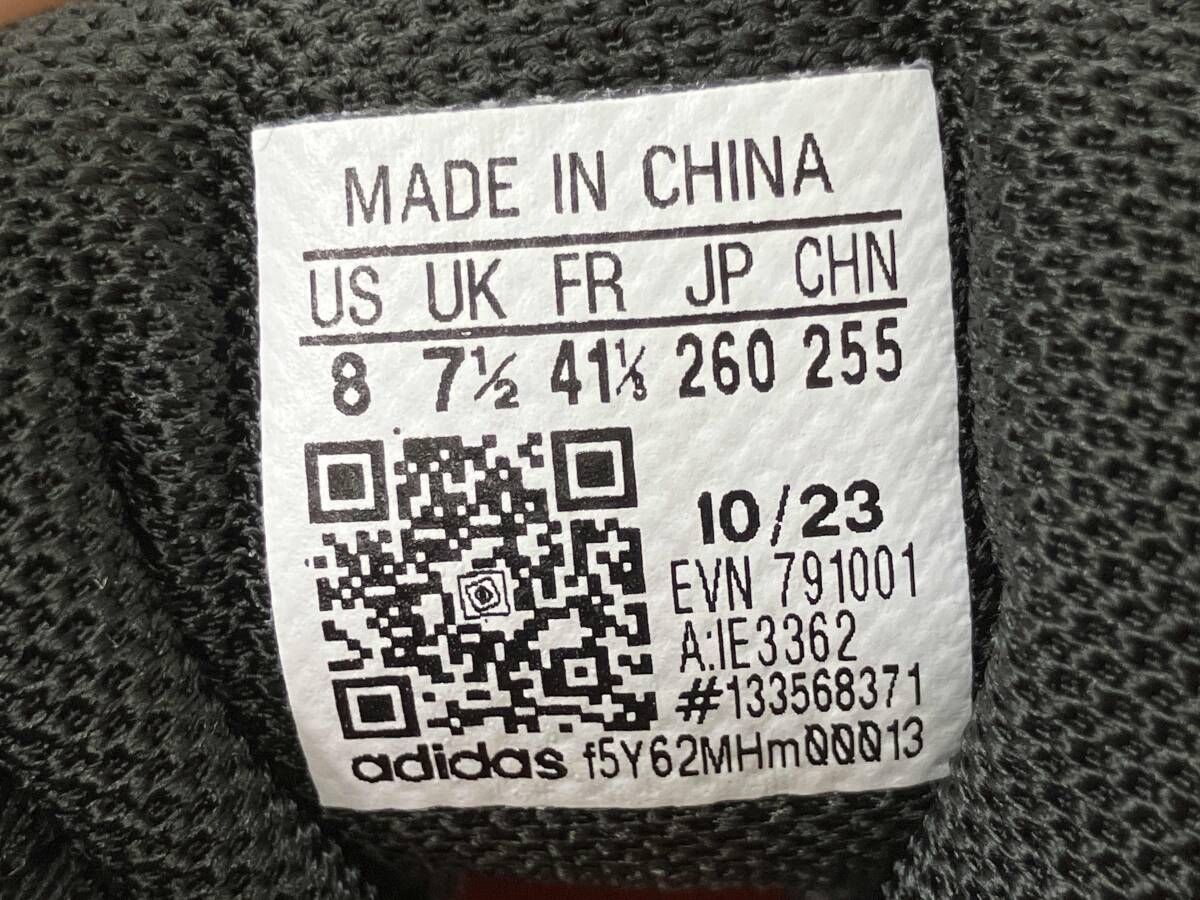 MADE IN CHINA
US UK FR JP CHN
8 7½ 41⅓ 260 255
10/23
EVN 791001
A:IE3362
#133568371
adidas f5Y62MHm00013